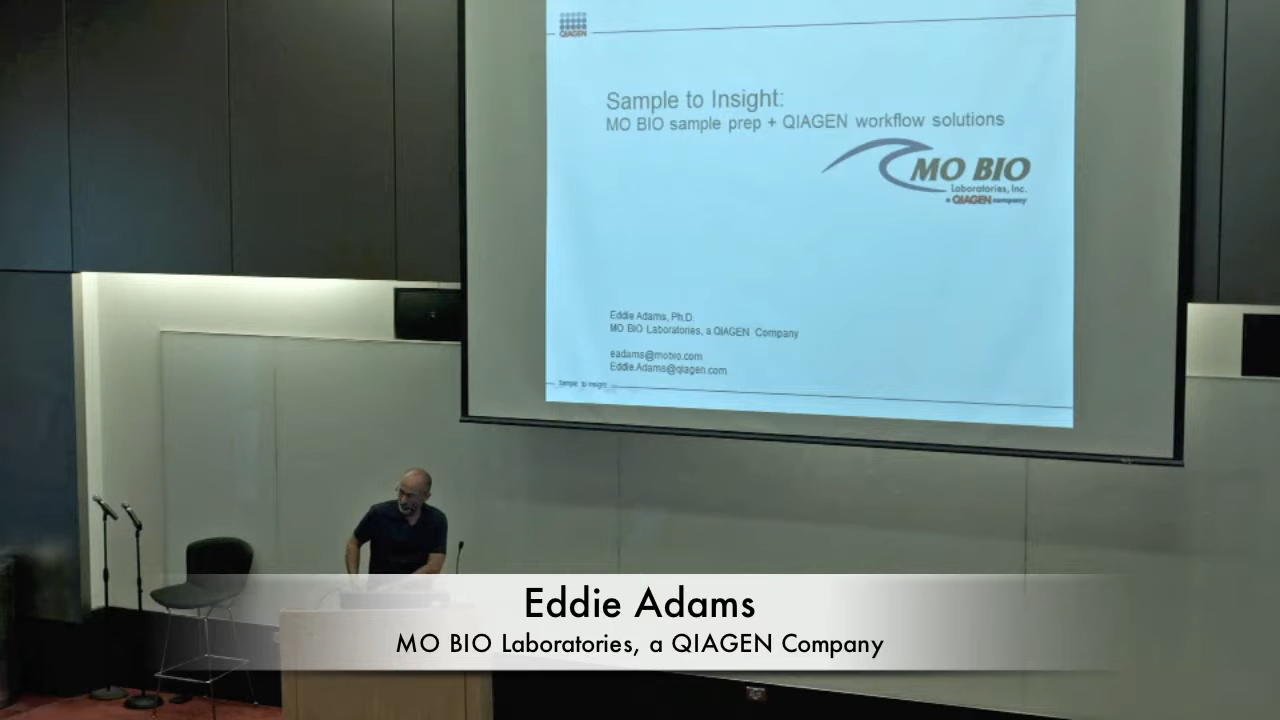 QIAGEN
Sample to Insight:
MO BIO sample prep + QIAGEN workflow solutions
MO BIO
Laboratories, Inc.
a QIAGEN company
Eddie Adams, Ph.D.
MO BIO Laboratories, a QIAGEN Company
eadams@mobio.com
Eddie.Adams@qiagen.com
Sample to Insight
Eddie Adams
MO BIO Laboratories, a QIAGEN Company